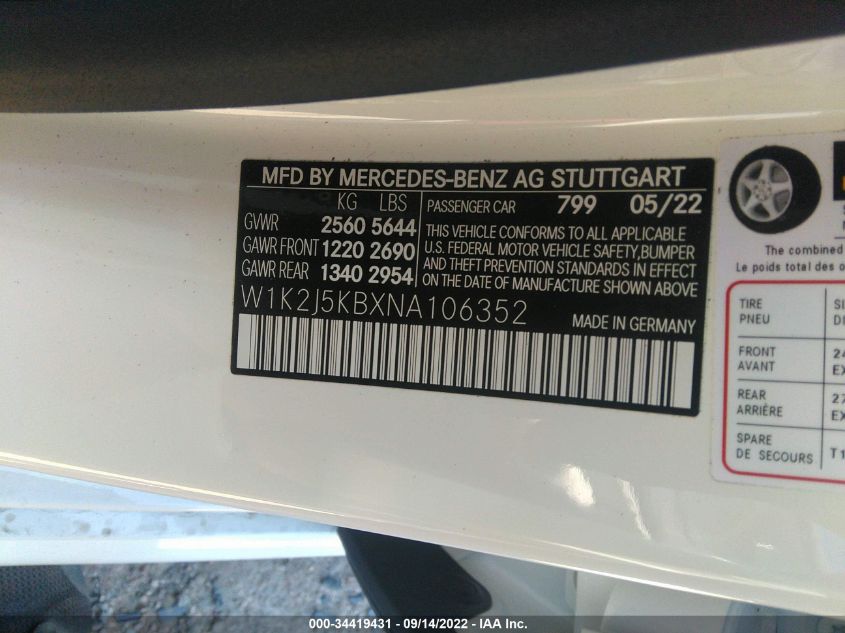 MFD BY MERCEDES-BENZ AG STUTTGART
KG LBS
GVWR 2560 5644
GAWR FRONT 1220 2690
GAWR REAR 1340 2954
PASSENGER CAR 799 05/22
THIS VEHICLE CONFORMS TO ALL APPLICABLE
U.S. FEDERAL MOTOR VEHICLE SAFETY,BUMPER
AND THEFT PREVENTION STANDARDS IN EFFECT
ON THE DATE OF MANUFACTURE SHOWN ABOVE
W1K2J5KBXNA106352
MADE IN GERMANY
The combined
Le poids total des
TIRE
PNEU
FRONT
AVANT
REAR
ARRIÈRE
SPARE
DE SECOURS
000-34419431 - 09/14/2022 - IAA Inc.